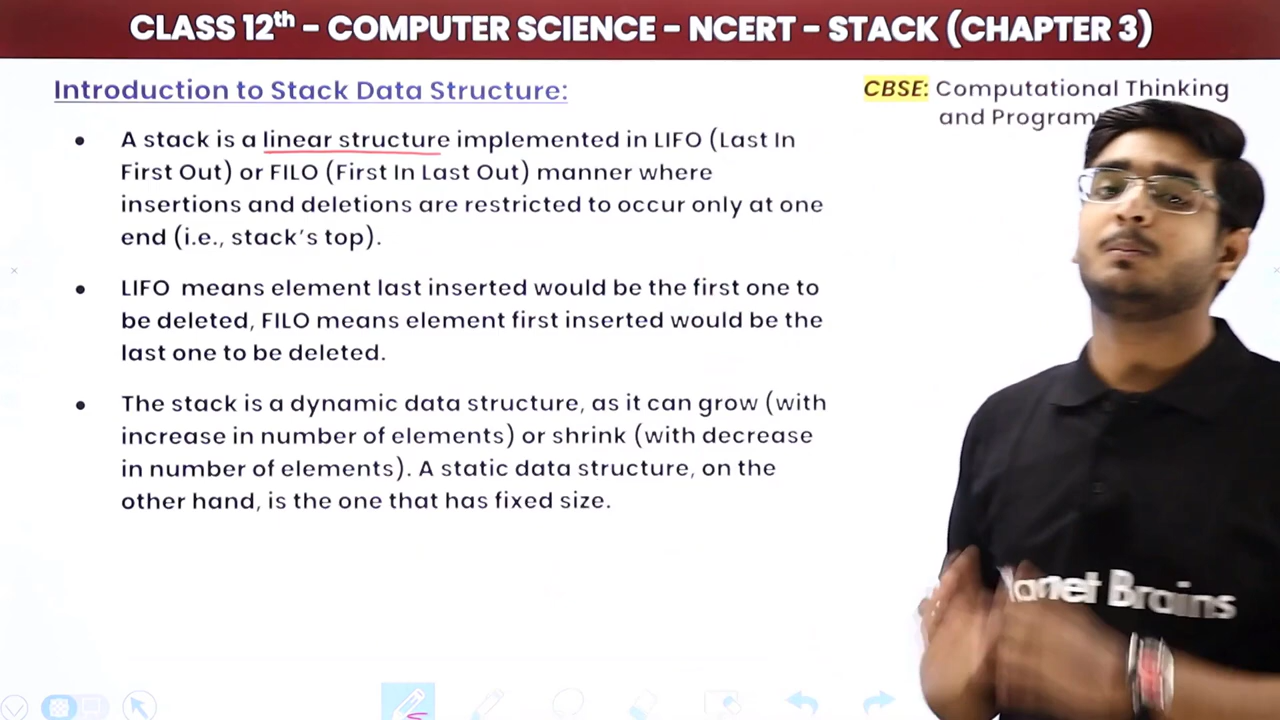 CLASS 12th - COMPUTER SCIENCE - NCERT - STACK (CHAPTER 3)
Introduction to Stack Data Structure:
CBSE: Computational Thinking
and Program
• A stack is a linear structure implemented in LIFO (Last In
First Out) or FILO (First In Last Out) manner where
insertions and deletions are restricted to occur only at one
end (i.e., stack's top).
• LIFO means element last inserted would be the first one to
be deleted, FILO means element first inserted would be the
last one to be deleted.
• The stack is a dynamic data structure, as it can grow (with
increase in number of elements) or shrink (with decrease
in number of elements). A static data structure, on the
other hand, is the one that has fixed size.
lanet Brains